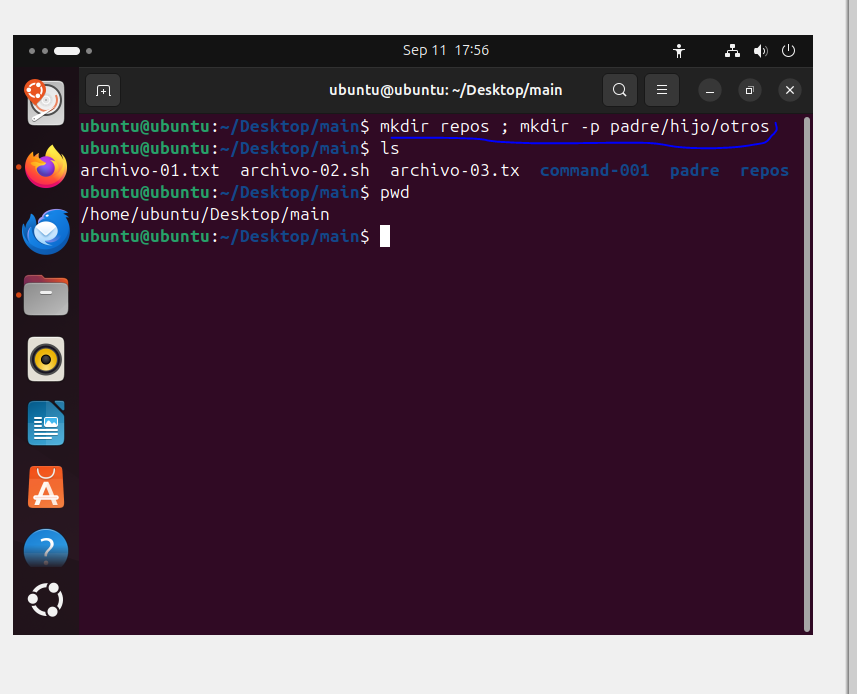 Sep 11 17:56
ubuntu@ubuntu: ~/Desktop/main
ubuntu@ubuntu:~/Desktop/main$ mkdir repos ; mkdir -p padre/hijo/otros
ubuntu@ubuntu:~/Desktop/main$ ls
archivo-01.txt  archivo-02.sh  archivo-03.tx  command-001  padre  repos
ubuntu@ubuntu:~/Desktop/main$ pwd
/home/ubuntu/Desktop/main
ubuntu@ubuntu:~/Desktop/main$